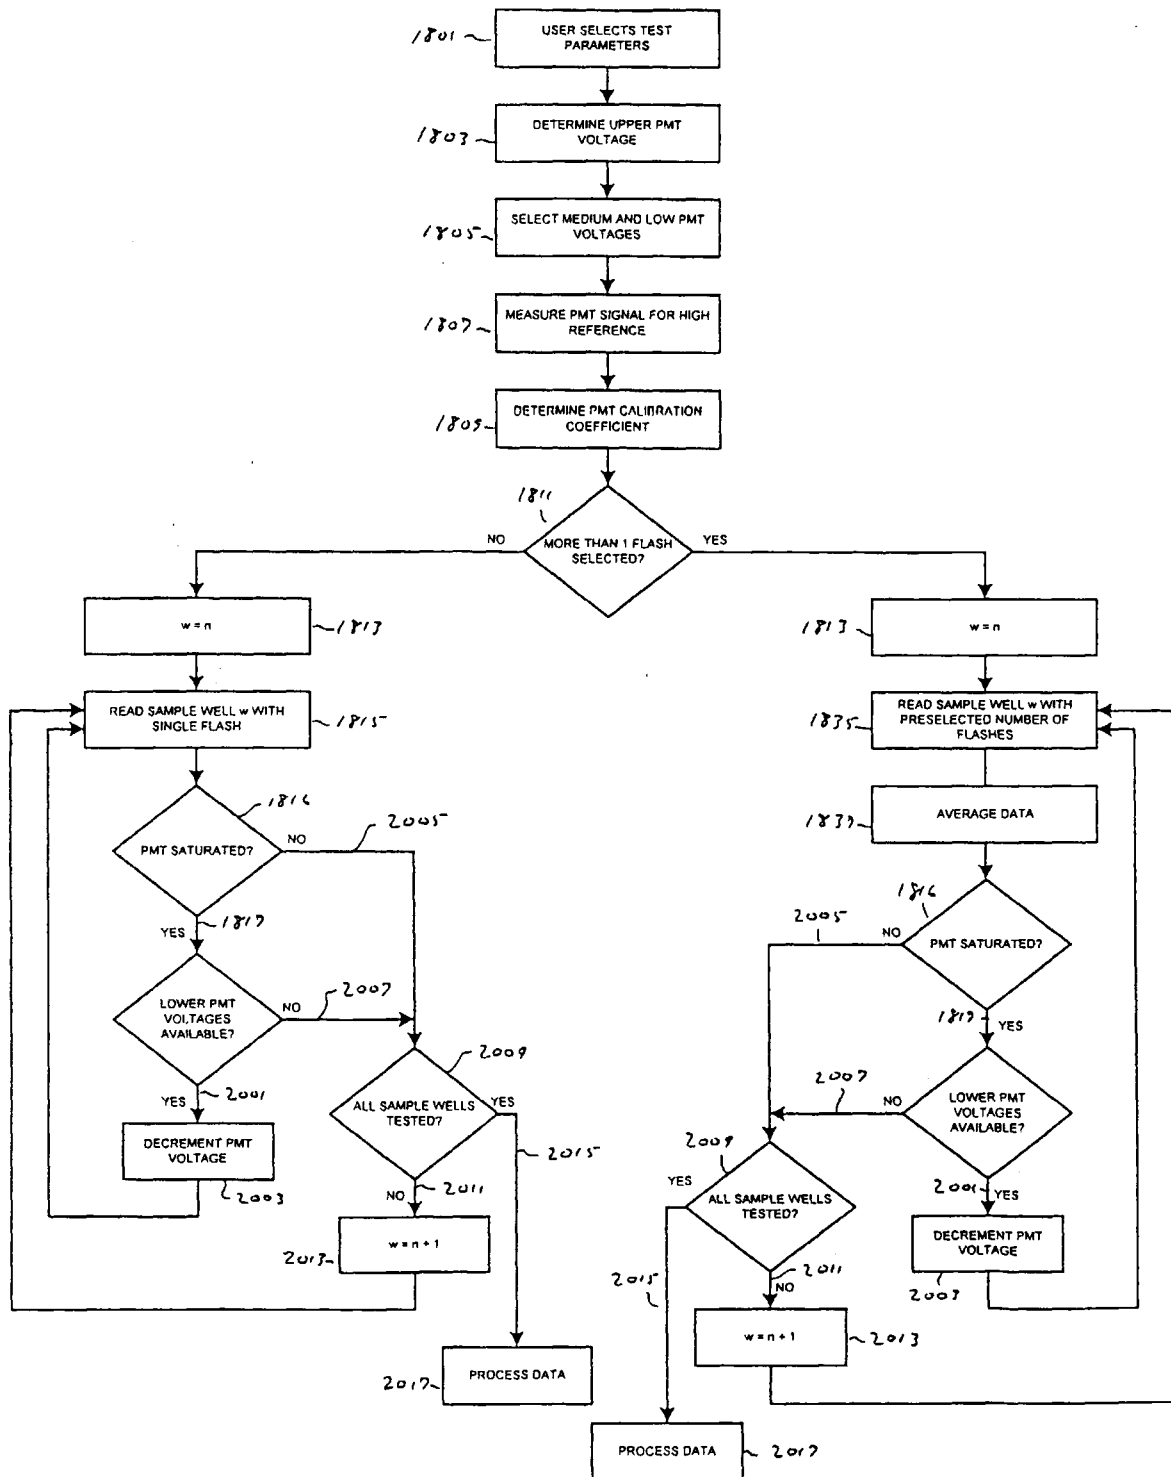 1801
USER SELECTS TEST
PARAMETERS
1803
DETERMINE UPPER PMT
VOLTAGE
1805
SELECT MEDIUM AND LOW PMT
VOLTAGES
1807
MEASURE PMT SIGNAL FOR HIGH
REFERENCE
1809
DETERMINE PMT CALIBRATION
COEFFICIENT
1811
NO
MORE THAN 1 FLASH
SELECTED?
YES
w = n
1813
READ SAMPLE WELL w WITH
SINGLE FLASH
1815
1816
PMT SATURATED?
NO
2005
1819
YES
LOWER PMT
VOLTAGES
AVAILABLE?
NO
2007
2001
YES
DECREMENT PMT
VOLTAGE
2003
2009
ALL SAMPLE WELLS
TESTED?
YES
2015
2011
NO
2013
w = n + 1
2017
PROCESS DATA
1813
w = n
1835
READ SAMPLE WELL w WITH
PRESELECTED NUMBER OF
FLASHES
1837
AVERAGE DATA
1816
2005
NO
PMT SATURATED?
1819
YES
2007
NO
LOWER PMT
VOLTAGES
AVAILABLE?
2001
YES
DECREMENT PMT
VOLTAGE
2003
2009
YES
ALL SAMPLE WELLS
TESTED?
2015
2011
NO
w = n + 1
2013
PROCESS DATA
2017